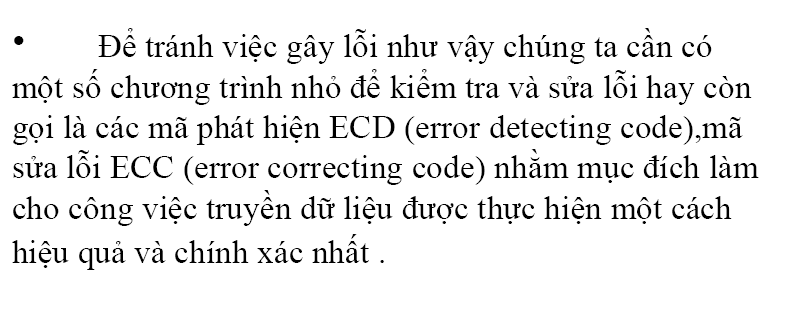 • Để tránh việc gây lỗi như vậy chúng ta cần có
một số chương trình nhỏ để kiểm tra và sửa lỗi hay còn
gọi là các mã phát hiện ECD (error detecting code),mã
sửa lỗi ECC (error correcting code) nhằm mục đích làm
cho công việc truyền dữ liệu được thực hiện một cách
hiệu quả và chính xác nhất .